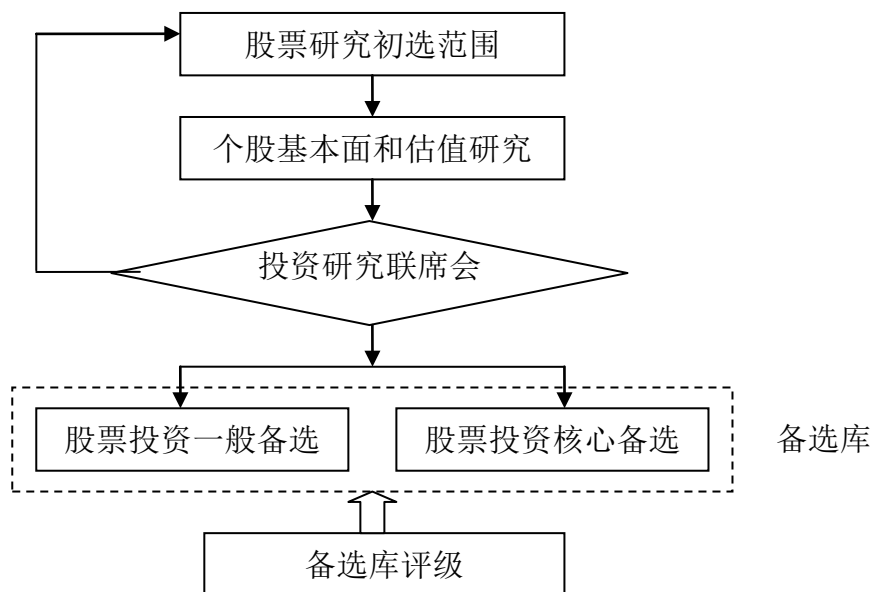 股票研究初选范围
个股基本面和估值研究
投资研究联席会
股票投资一般备选
股票投资核心备选
备选库
备选库评级